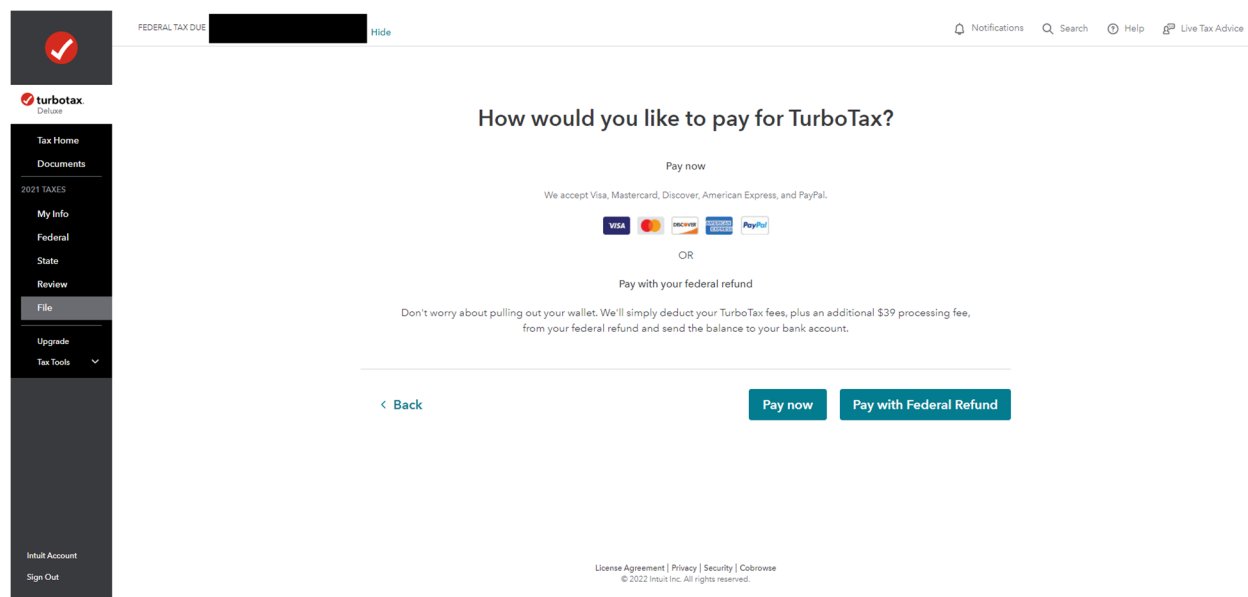 FEDERAL TAX DUE
Hide
Notifications
Search
Help
Live Tax Advice
turbotax.
Deluxe
Tax Home
Documents
2021 TAXES
My Info
Federal
State
Review
File
Upgrade
Tax Tools
Intuit Account
Sign Out
How would you like to pay for TurboTax?
Pay now
We accept Visa, Mastercard, Discover, American Express, and PayPal.
VISA
DISCOVER
AMERICAN
EXPRESS
PayPal
OR
Pay with your federal refund
Don't worry about pulling out your wallet. We'll simply deduct your TurboTax fees, plus an additional $39 processing fee,
from your federal refund and send the balance to your bank account.
Back
Pay now
Pay with Federal Refund
License Agreement | Privacy | Security | Cobrowse
© 2022 Intuit Inc. All rights reserved.